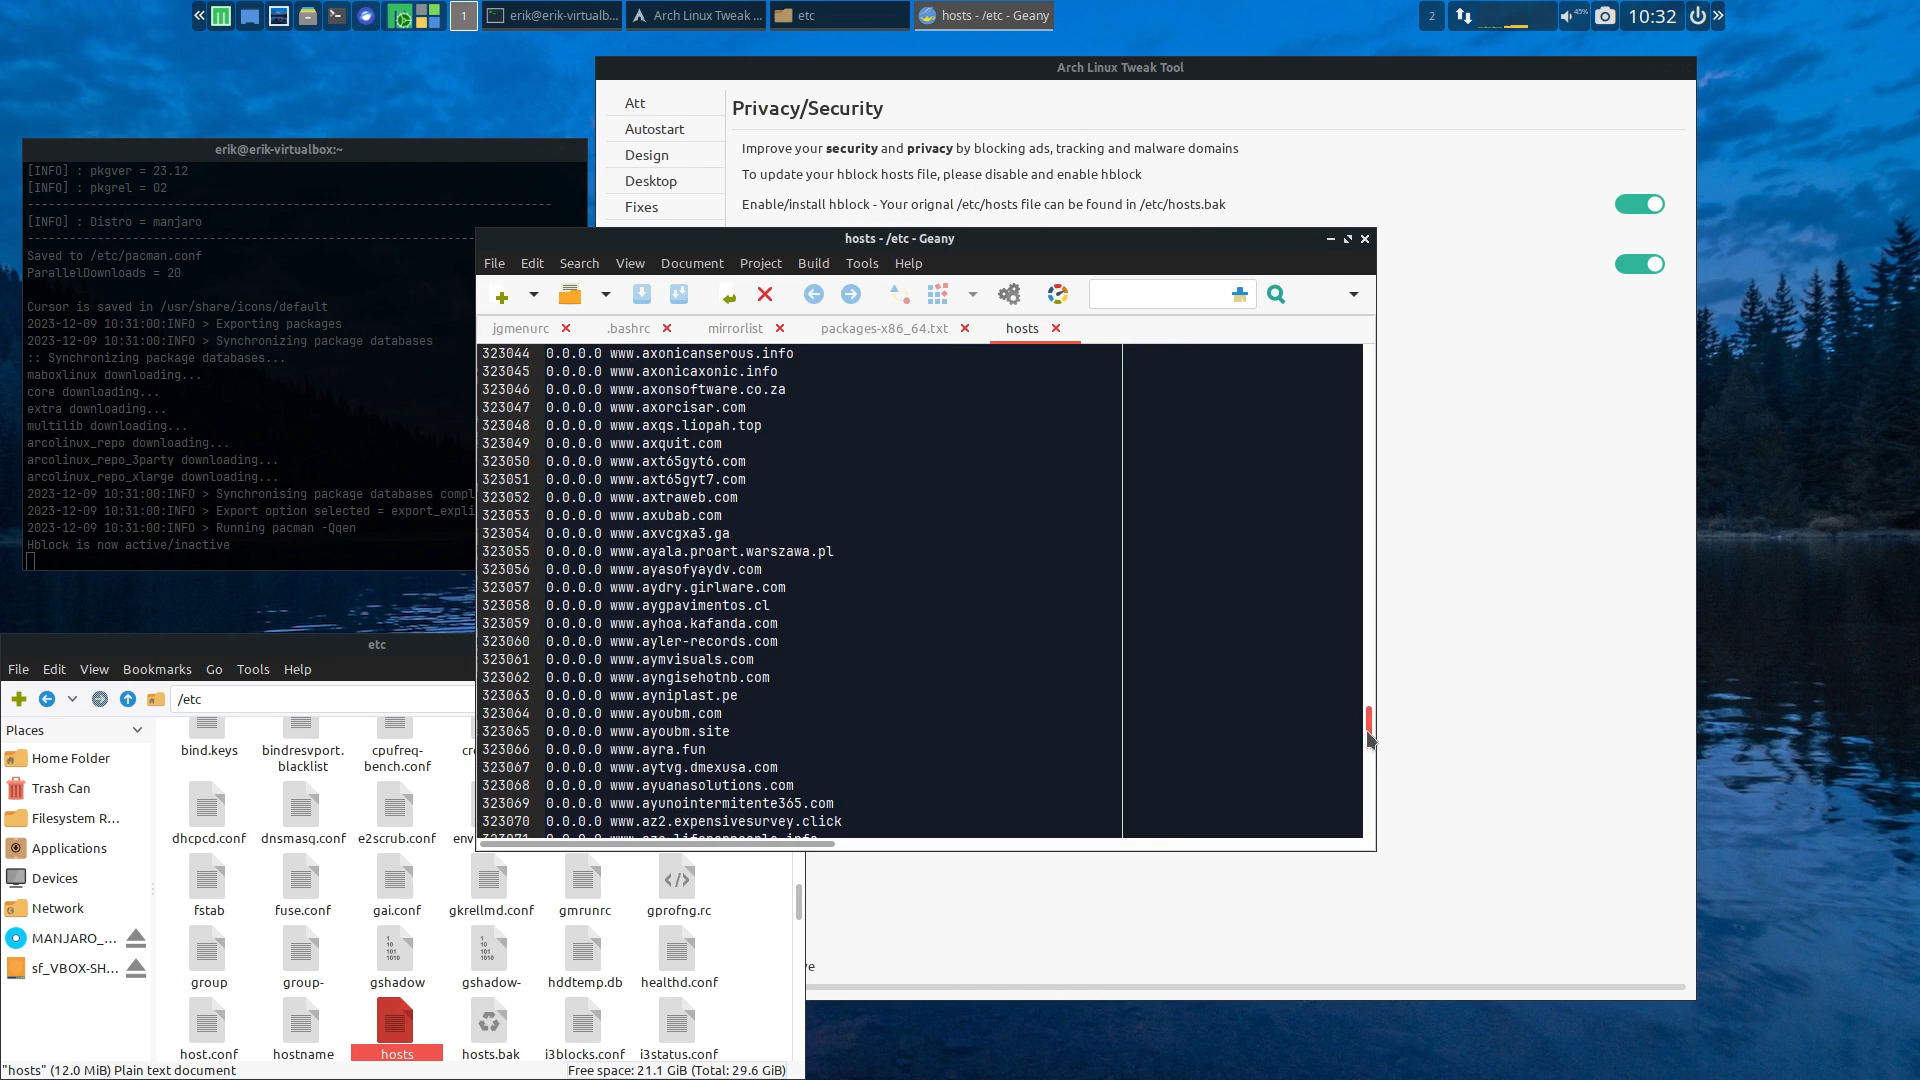 1
erik@erik-virtualb...
Arch Linux Tweak ...
etc
hosts - /etc - Geany
2
45%
10:32
Arch Linux Tweak Tool
Att
Autostart
Design
Desktop
Fixes
Privacy/Security
Improve your security and privacy by blocking ads, tracking and malware domains
To update your hblock hosts file, please disable and enable hblock
Enable/install hblock - Your orignal /etc/hosts file can be found in /etc/hosts.bak
erik@erik-virtualbox:~
[INFO] : pkgver = 23.12
[INFO] : pkgrel = 02
[INFO] : Distro = manjaro
Saved to /etc/pacman.conf
ParallelDownloads = 20
Cursor is saved in /usr/share/icons/default
2023-12-09 10:31:00:INFO > Exporting packages
2023-12-09 10:31:00:INFO > Synchronizing package databases
:: Synchronizing package databases...
maboxlinux downloading...
core downloading...
extra downloading...
multilib downloading...
arcolinux_repo downloading...
arcolinux_repo_3party downloading...
arcolinux_repo_xlarge downloading...
2023-12-09 10:31:00:INFO > Synchronising package databases compl
2023-12-09 10:31:00:INFO > Export option selected = export_expli
2023-12-09 10:31:00:INFO > Running pacman -Qqen
Hblock is now active/inactive
hosts - /etc - Geany
File Edit Search View Document Project Build Tools Help
jgmenurc .bashrc mirrorlist packages-x86_64.txt hosts
323044 0.0.0.0 www.axonicanserous.info
323045 0.0.0.0 www.axonicaxonic.info
323046 0.0.0.0 www.axonsoftware.co.za
323047 0.0.0.0 www.axorcisar.com
323048 0.0.0.0 www.axqs.liopah.top
323049 0.0.0.0 www.axquit.com
323050 0.0.0.0 www.axt65gyt6.com
323051 0.0.0.0 www.axt65gyt7.com
323052 0.0.0.0 www.axtraweb.com
323053 0.0.0.0 www.axubab.com
323054 0.0.0.0 www.axvcgxa3.ga
323055 0.0.0.0 www.ayala.proart.warszawa.pl
323056 0.0.0.0 www.ayasofyaydv.com
323057 0.0.0.0 www.aydry.girlware.com
323058 0.0.0.0 www.aygpavimentos.cl
323059 0.0.0.0 www.ayhoa.kafanda.com
323060 0.0.0.0 www.ayler-records.com
323061 0.0.0.0 www.aymvisuals.com
323062 0.0.0.0 www.ayngisehotnb.com
323063 0.0.0.0 www.ayniplast.pe
323064 0.0.0.0 www.ayoubm.com
323065 0.0.0.0 www.ayoubm.site
323066 0.0.0.0 www.ayra.fun
323067 0.0.0.0 www.aytvg.dmexusa.com
323068 0.0.0.0 www.ayuanasolutions.com
323069 0.0.0.0 www.ayunointermitente365.com
323070 0.0.0.0 www.az2.expensivesurvey.click
etc
File Edit View Bookmarks Go Tools Help
/etc
Places
Home Folder
Trash Can
Filesystem R...
Applications
Devices
Network
MANJARO_...
sf_VBOX-SH...
bind.keys
bindresvport.
blacklist
cpufreq-
bench.conf
dhcpcd.conf
dnsmasq.conf
e2scrub.conf
env
fstab
fuse.conf
gai.conf
gkrellmd.conf
gmrunrc
gprofng.rc
group
group-
gshadow
gshadow-
hddtemp.db
healthd.conf
host.conf
hostname
hosts
hosts.bak
i3blocks.conf
i3status.conf
"hosts" (12.0 MiB) Plain text document
Free space: 21.1 GiB (Total: 29.6 GiB)